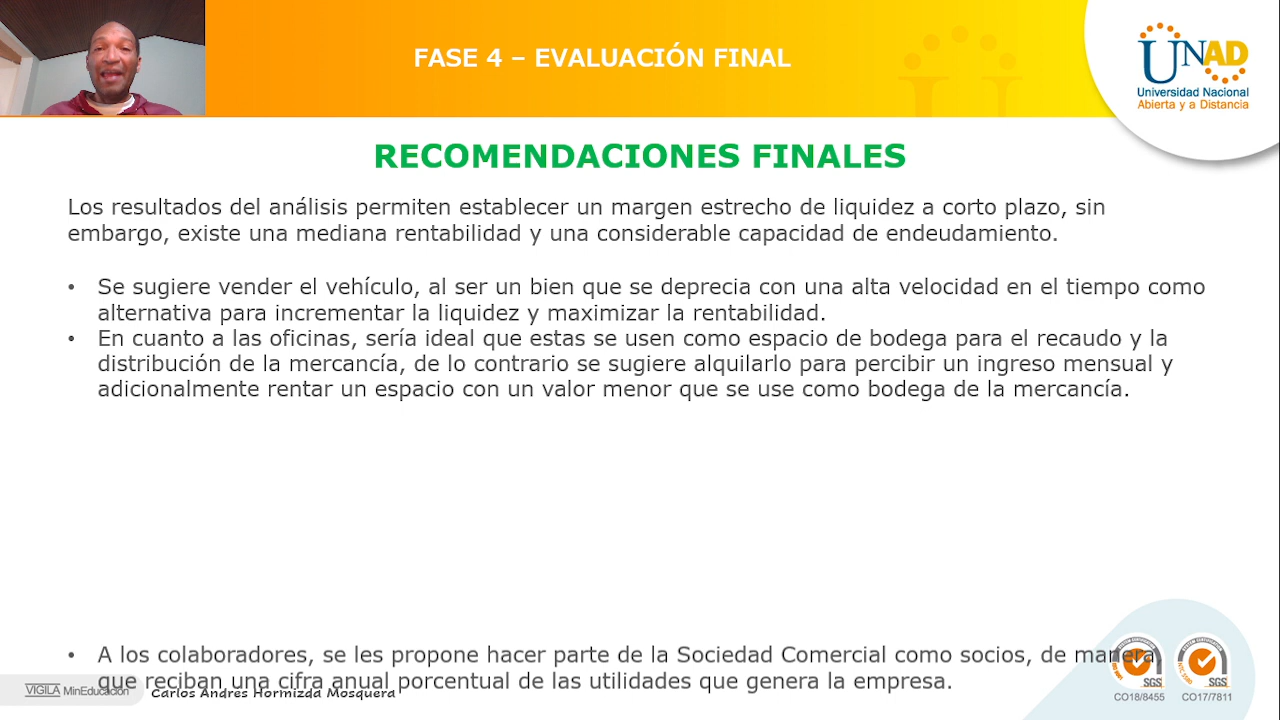 FASE 4 – EVALUACIÓN FINAL
UNAD
Universidad Nacional
Abierta y a Distancia
RECOMENDACIONES FINALES
Los resultados del análisis permiten establecer un margen estrecho de liquidez a corto plazo, sin
embargo, existe una mediana rentabilidad y una considerable capacidad de endeudamiento.
• Se sugiere vender el vehículo, al ser un bien que se deprecia con una alta velocidad en el tiempo como
alternativa para incrementar la liquidez y maximizar la rentabilidad.
• En cuanto a las oficinas, sería ideal que estas se usen como espacio de bodega para el recaudo y la
distribución de la mercancía, de lo contrario se sugiere alquilarlo para percibir un ingreso mensual y
adicionalmente rentar un espacio con un valor menor que se use como bodega de la mercancía.
• A los colaboradores, se les propone hacer parte de la Sociedad Comercial como socios, de manera,
que reciban una cifra anual porcentual de las utilidades que genera la empresa.
VIGILA MinEducación
Carlos Andres Hormizda Mosquera
SGS SGS
CO18/8455 CO17/7811